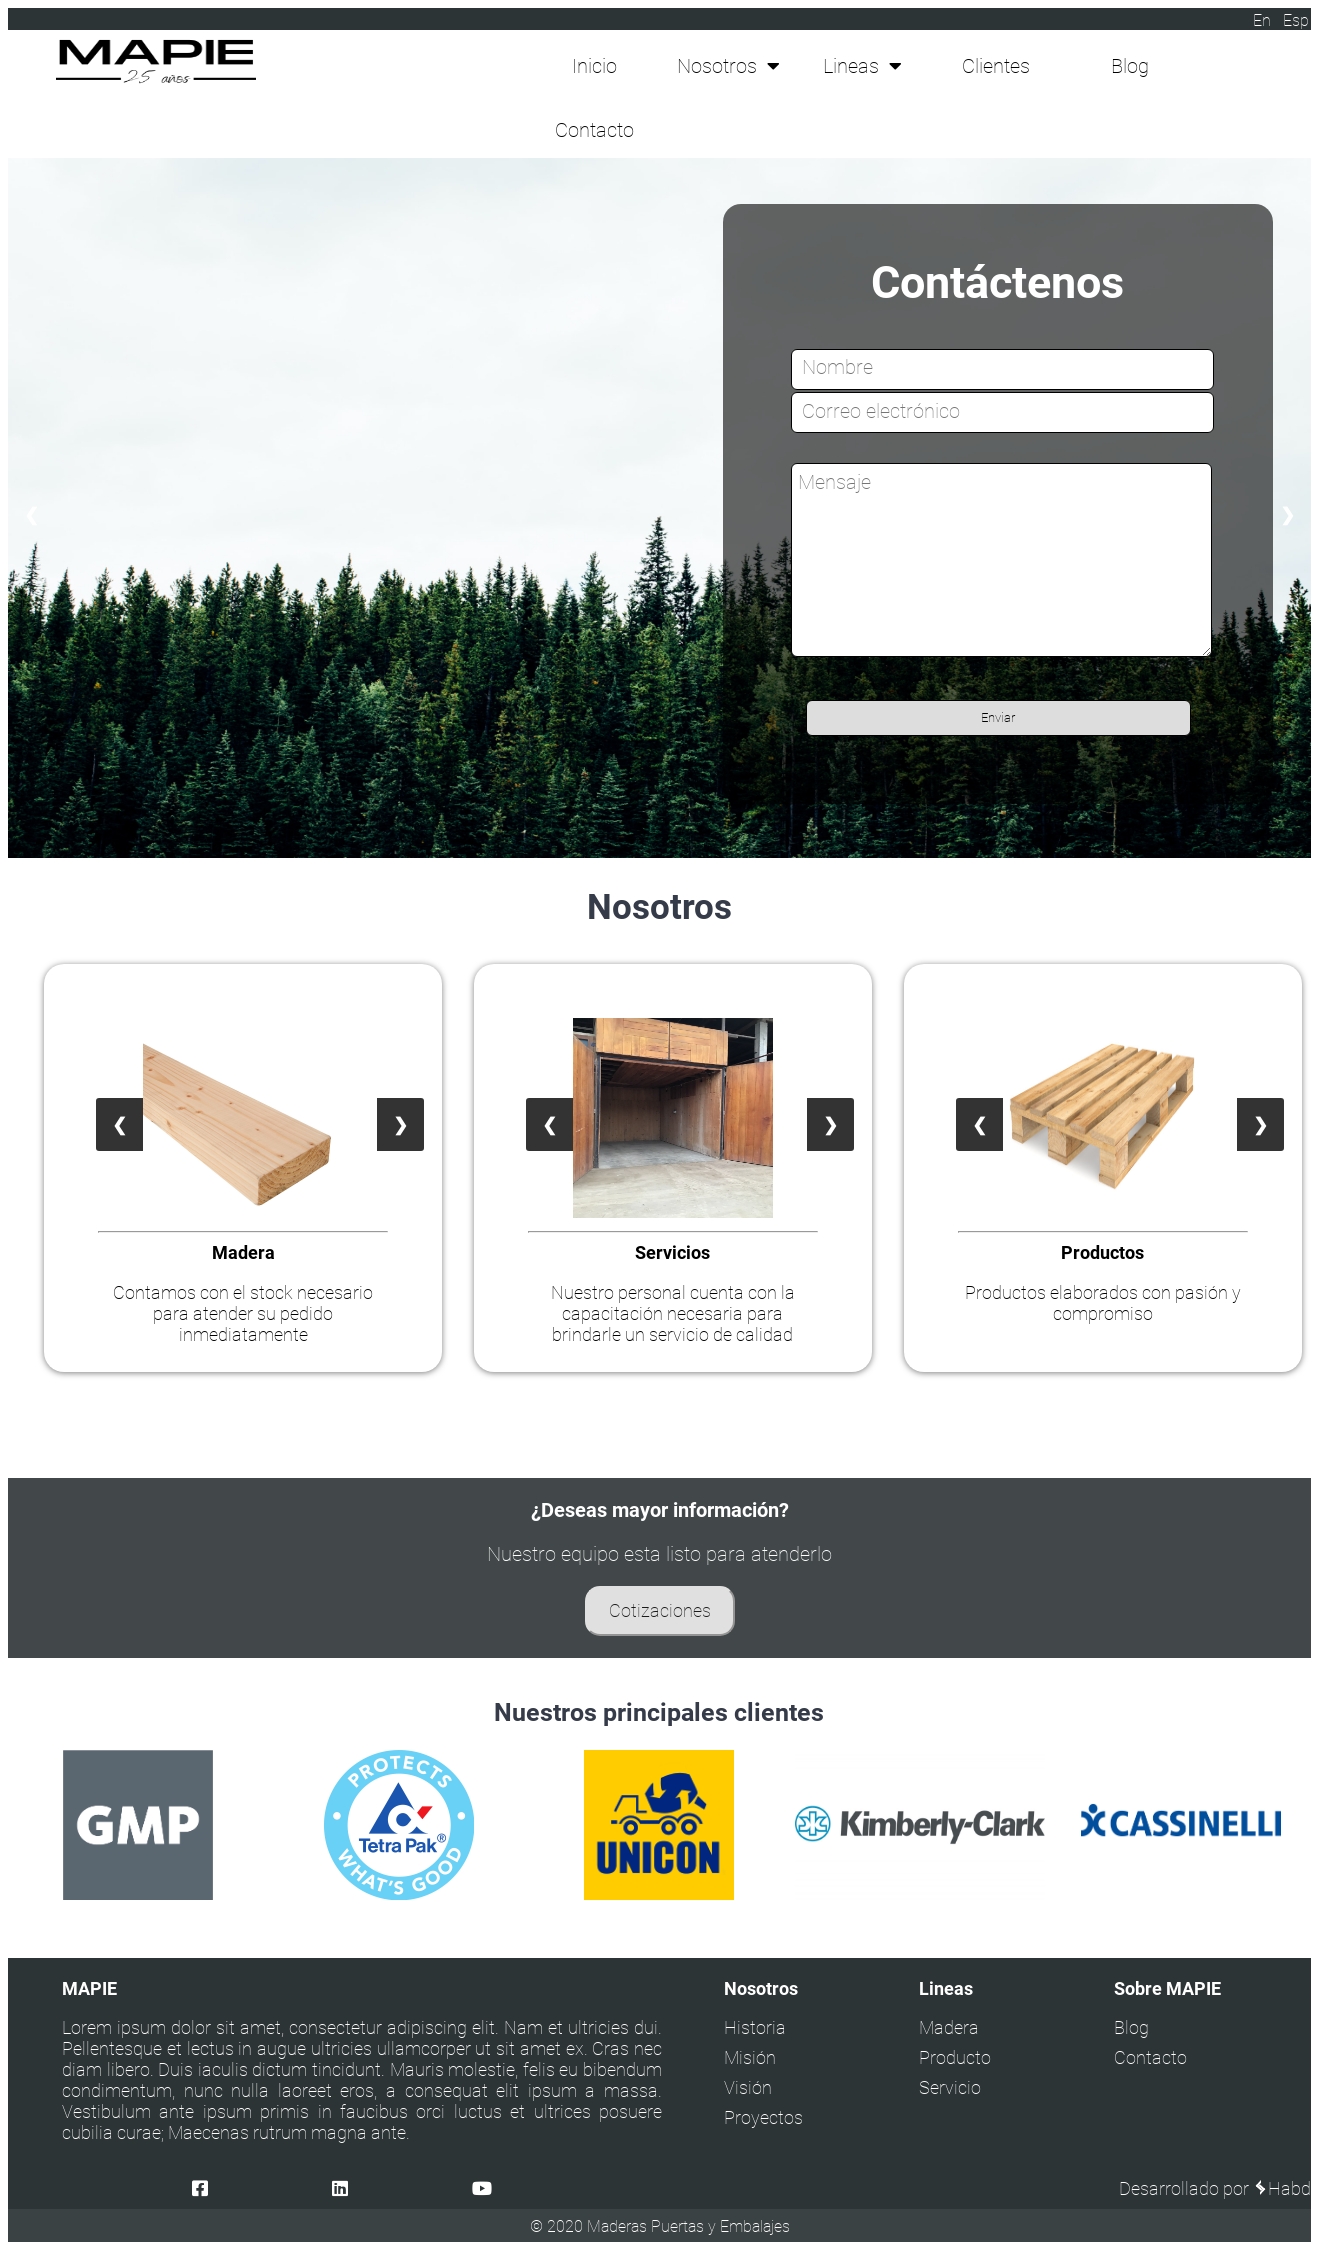 En Esp
MAPIE
25 años
Inicio
Nosotros
Lineas
Clientes
Blog
Contacto
Contáctenos
Nombre
Correo electrónico
Mensaje
Enviar
Nosotros
Madera
Contamos con el stock necesario
para atender su pedido
inmediatamente
Servicios
Nuestro personal cuenta con la
capacitación necesaria para
brindarle un servicio de calidad
Productos
Productos elaborados con pasión y
compromiso
¿Deseas mayor información?
Nuestro equipo esta listo para atenderlo
Cotizaciones
Nuestros principales clientes
GMP
PROTECTS
Tetra Pak®
WHAT'S GOOD
UNICON
Kimberly-Clark
CASSINELLI
MAPIE
Lorem ipsum dolor sit amet, consectetur adipiscing elit. Nam et ultricies dui.
Pellentesque et lectus in augue ultricies ullamcorper ut sit amet ex. Cras nec
diam libero. Duis iaculis dictum tincidunt. Mauris molestie, felis eu bibendum
condimentum, nunc nulla laoreet eros, a consequat elit ipsum a massa.
Vestibulum ante ipsum primis in faucibus orci luctus et ultrices posuere
cubilia curae; Maecenas rutrum magna ante.
Nosotros
Historia
Misión
Visión
Proyectos
Lineas
Madera
Producto
Servicio
Sobre MAPIE
Blog
Contacto
Desarrollado por Habd
© 2020 Maderas Puertas y Embalajes